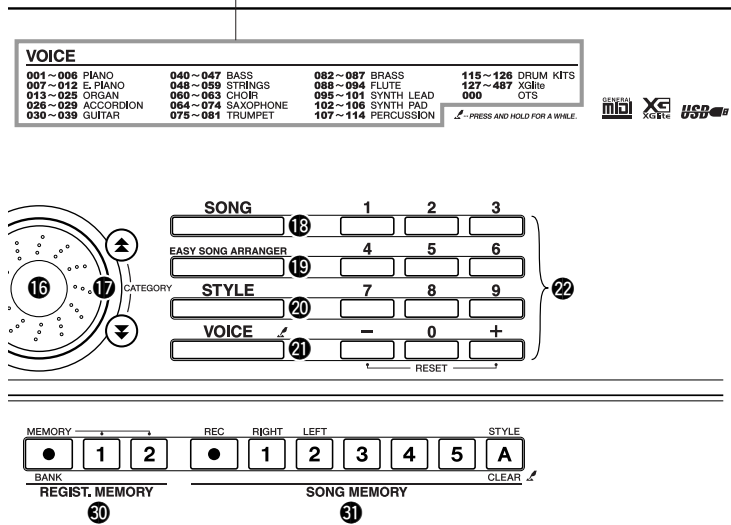 VOICE
001~006 PIANO 040~047 BASS 082~087 BRASS 115~126 DRUM KITS
007~012 E. PIANO 048~059 STRINGS 088~094 FLUTE 127~487 XGlite
013~025 ORGAN 060~063 CHOIR 095~101 SYNTH LEAD 000 OTS
026~029 ACCORDION 064~074 SAXOPHONE 102~106 SYNTH PAD
030~039 GUITAR 075~081 TRUMPET 107~114 PERCUSSION ···PRESS AND HOLD FOR A WHILE.
GENERAL MIDI XG XGlite USB
SONG 1 2 3
18
EASY SONG ARRANGER 4 5 6
19
16 17 CATEGORY
STYLE 7 8 9
20 22
VOICE – 0 +
21
RESET
MEMORY REC RIGHT LEFT STYLE
1 2 1 2 3 4 5 A
BANK CLEAR
REGIST. MEMORY SONG MEMORY
30 31